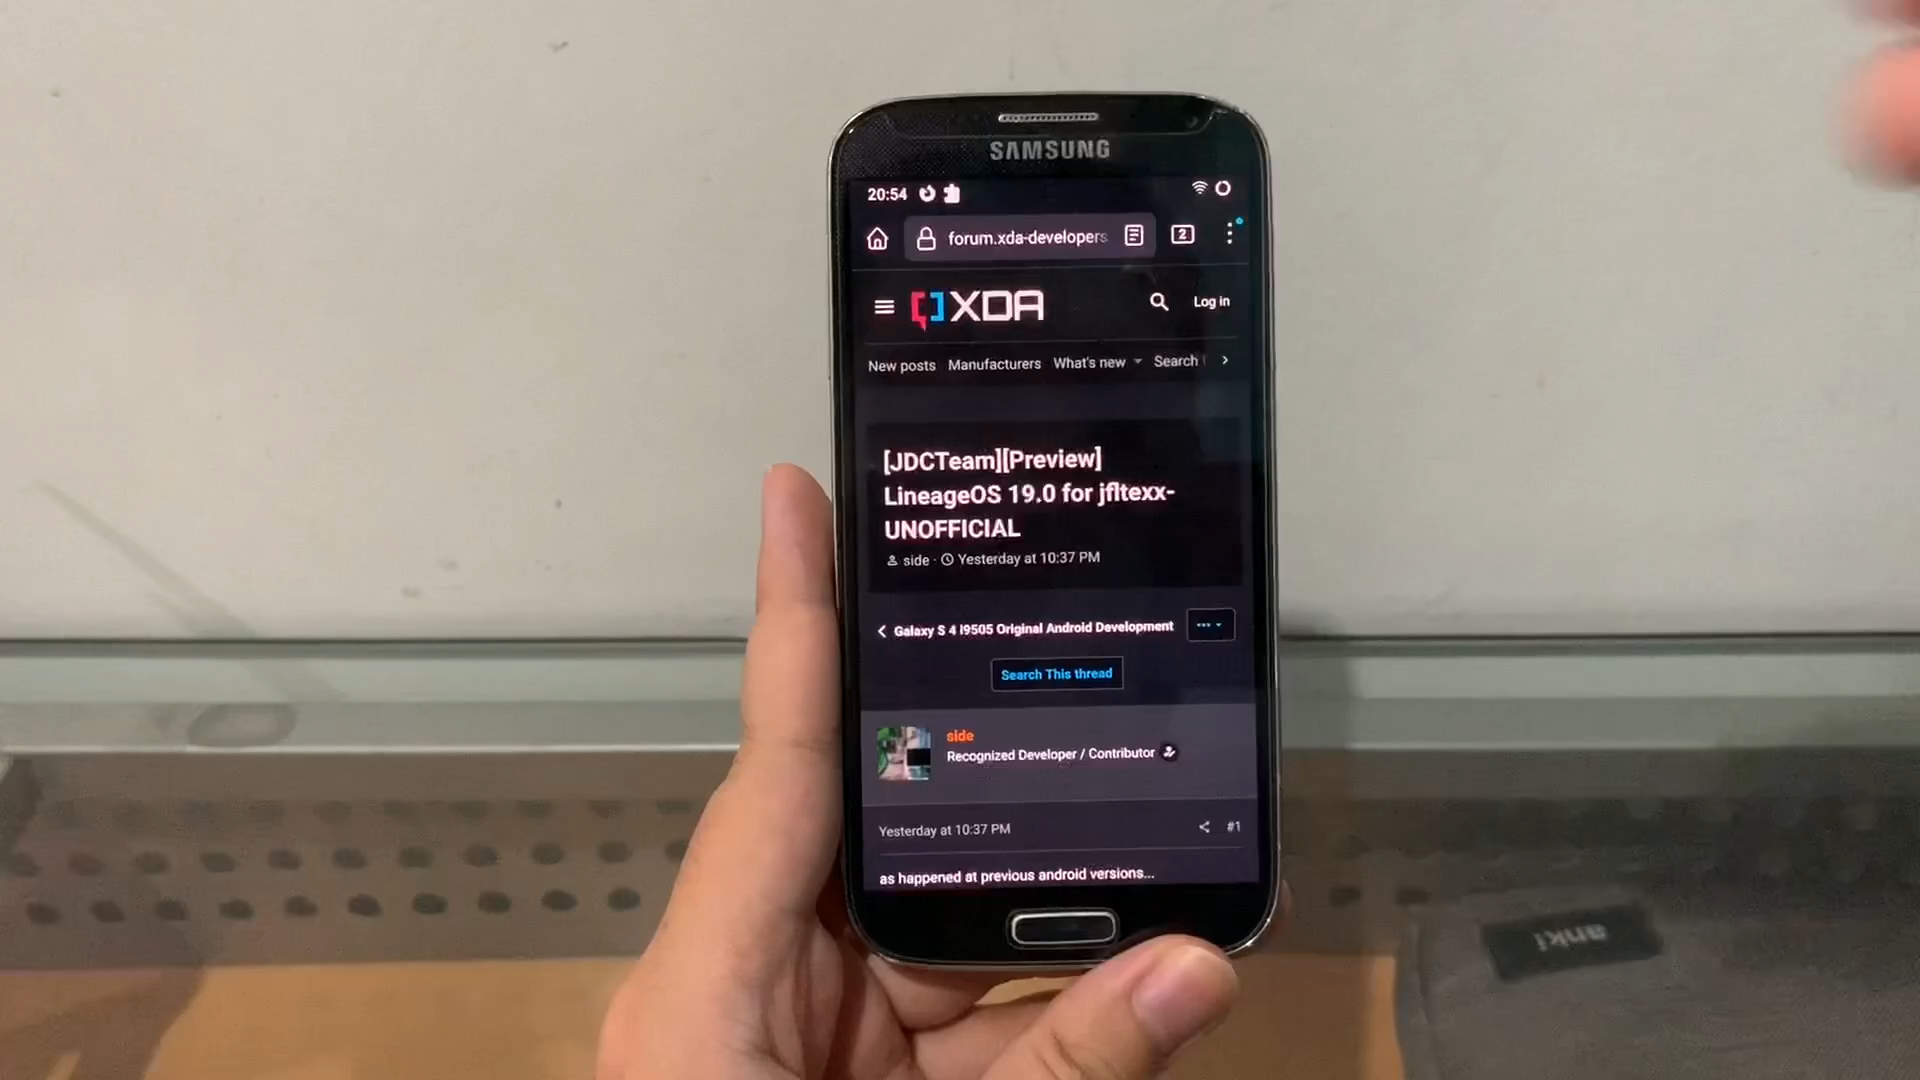 SAMSUNG
20:54
forum.xda-developers
2
XDA
Log in
New posts Manufacturers What's new Search
[JDCTeam][Preview]
LineageOS 19.0 for jfltexx-
UNOFFICIAL
side · Yesterday at 10:37 PM
Galaxy S 4 I9505 Original Android Development
Search This thread
side
Recognized Developer / Contributor
Yesterday at 10:37 PM #1
as happened at previous android versions...
anki